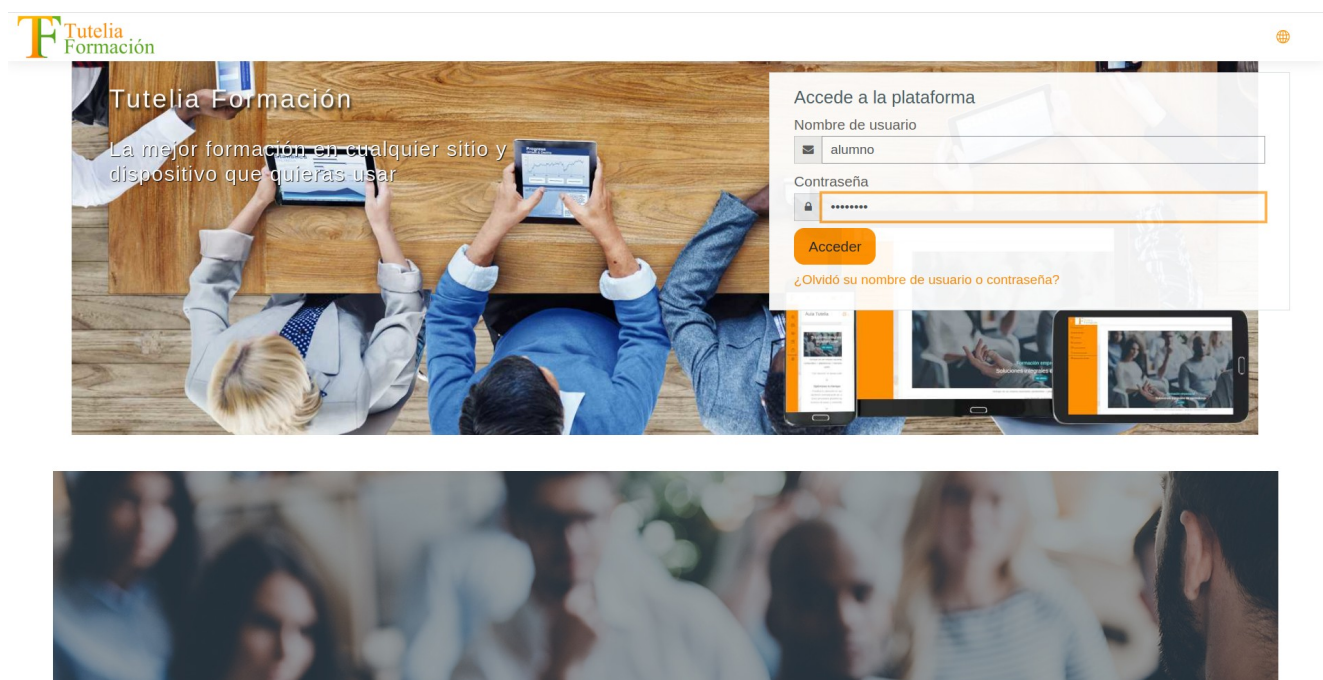 Tutelia
Formación
Tutelia Formación
La mejor formación en cualquier sitio y
dispositivo que quieras usar
Accede a la plataforma
Nombre de usuario
alumno
Contraseña
••••••••
Acceder
¿Olvidó su nombre de usuario o contraseña?